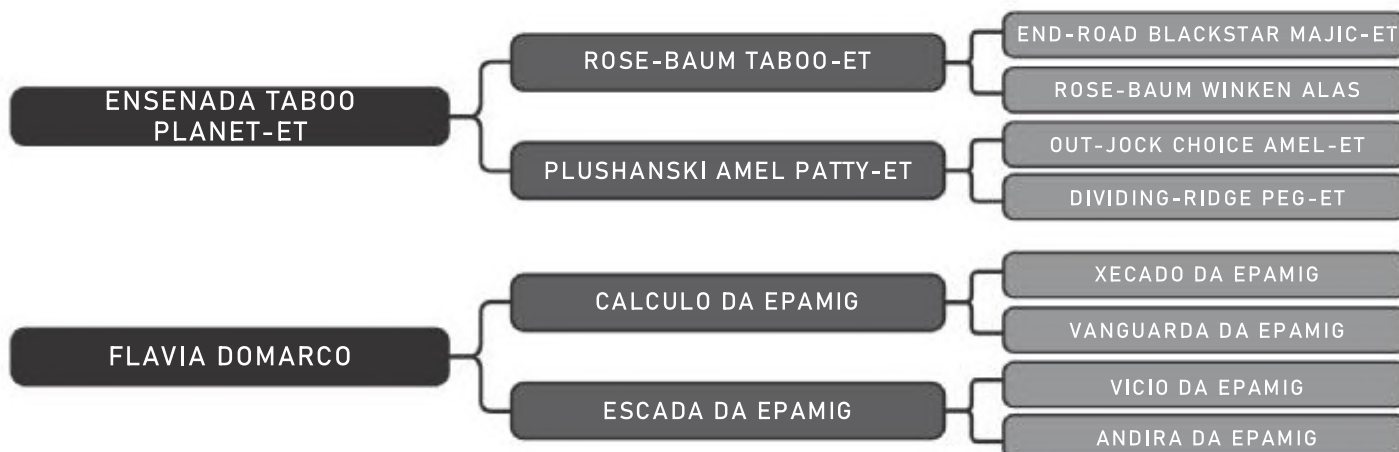 ENSENADA TABOO
PLANET-ET
ROSE-BAUM TABOO-ET
END-ROAD BLACKSTAR MAJIC-ET
ROSE-BAUM WINKEN ALAS
PLUSHANSKI AMEL PATTY-ET
OUT-JOCK CHOICE AMEL-ET
DIVIDING-RIDGE PEG-ET
FLAVIA DOMARCO
CALCULO DA EPAMIG
XECADO DA EPAMIG
VANGUARDA DA EPAMIG
ESCADA DA EPAMIG
VICIO DA EPAMIG
ANDIRA DA EPAMIG